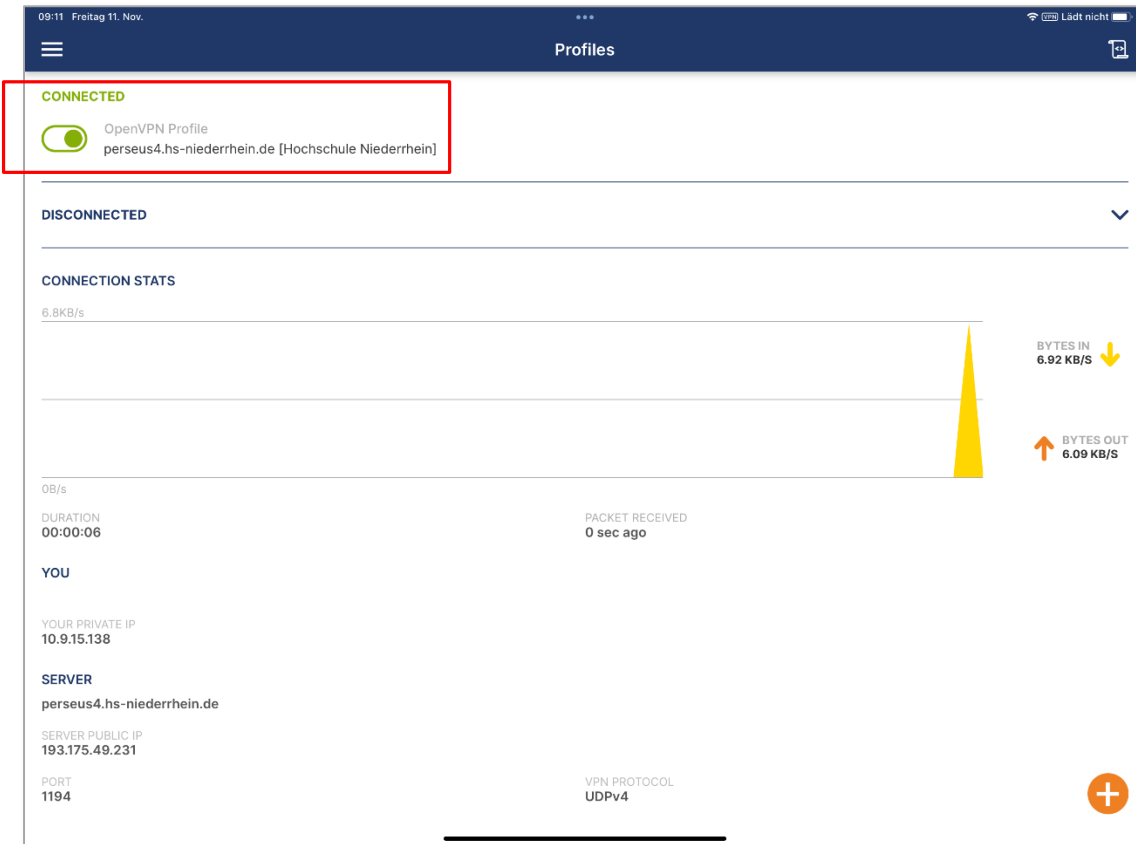 09:11 Freitag 11. Nov.
VPN Lädt nicht
Profiles
CONNECTED
OpenVPN Profile
perseus4.hs-niederrhein.de [Hochschule Niederrhein]
DISCONNECTED
CONNECTION STATS
6.8KB/s
BYTES IN
6.92 KB/S
BYTES OUT
6.09 KB/S
0B/s
DURATION
00:00:06
PACKET RECEIVED
0 sec ago
YOU
YOUR PRIVATE IP
10.9.15.138
SERVER
perseus4.hs-niederrhein.de
SERVER PUBLIC IP
193.175.49.231
PORT
1194
VPN PROTOCOL
UDPv4